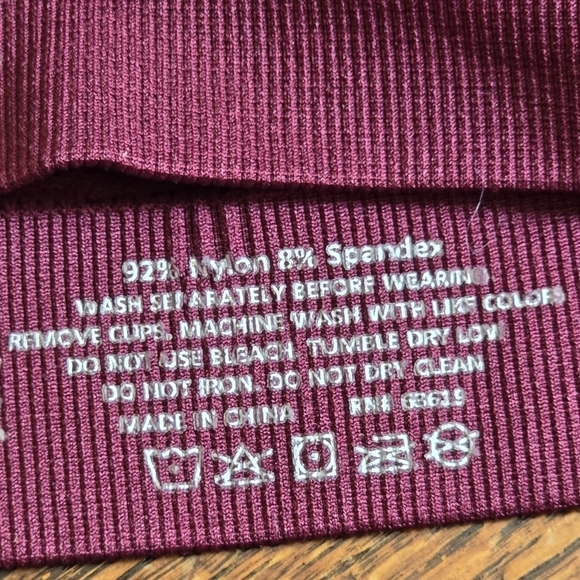 92% Nylon 8% Spandex
WASH SEPARATELY BEFORE WEARING
REMOVE CUPS. MACHINE WASH WITH LIKE COLORS
DO NOT USE BLEACH. TUMBLE DRY LOW
DO NOT IRON. DO NOT DRY CLEAN
MADE IN CHINA RN#